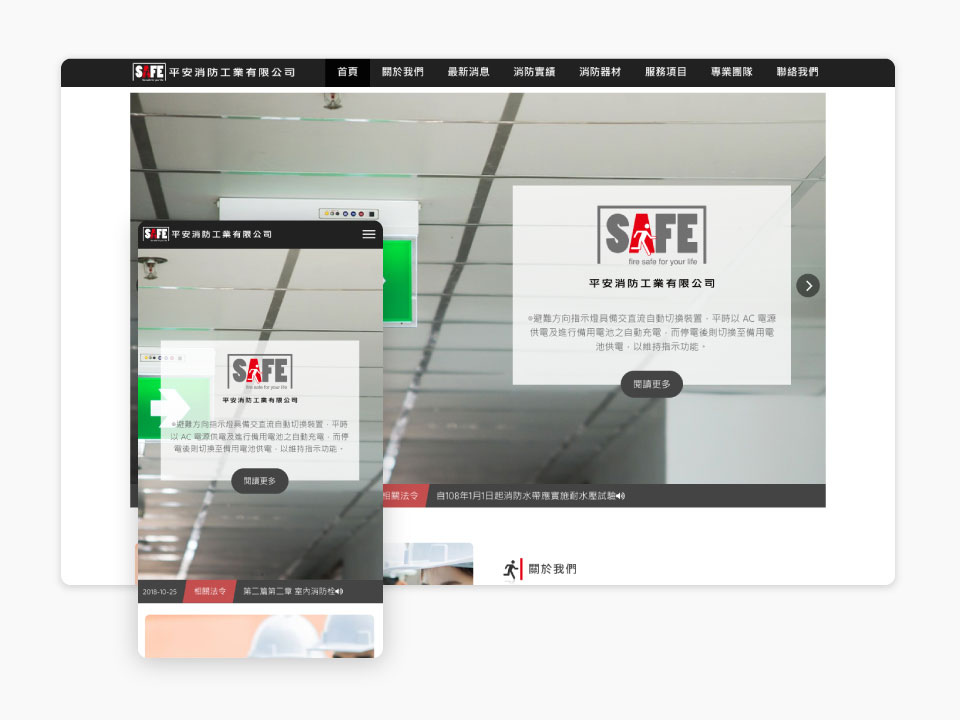 SAFE 平安消防工業有限公司
首頁 關於我們 最新消息 消防實績 消防器材 服務項目 專業團隊 聯絡我們
SAFE
fire safe for your life
平安消防工業有限公司
※避難方向指示燈具備交直流自動切換裝置，平時以 AC 電源
供電及進行備用電池之自動充電，而停電後則切換至備用電
池供電，以維持指示功能。
閱讀更多
相關法令 自108年1月1日起消防水帶應實施耐水壓試驗
關於我們
SAFE 平安消防工業有限公司
SAFE
fire safe for your life
平安消防工業有限公司
※避難方向指示燈具備交直流自動切換裝置，平時
以 AC 電源供電及進行備用電池之自動充電，而停
電後則切換至備用電池供電，以維持指示功能。
閱讀更多
2018-10-25 相關法令 第二篇第二章 室內消防栓